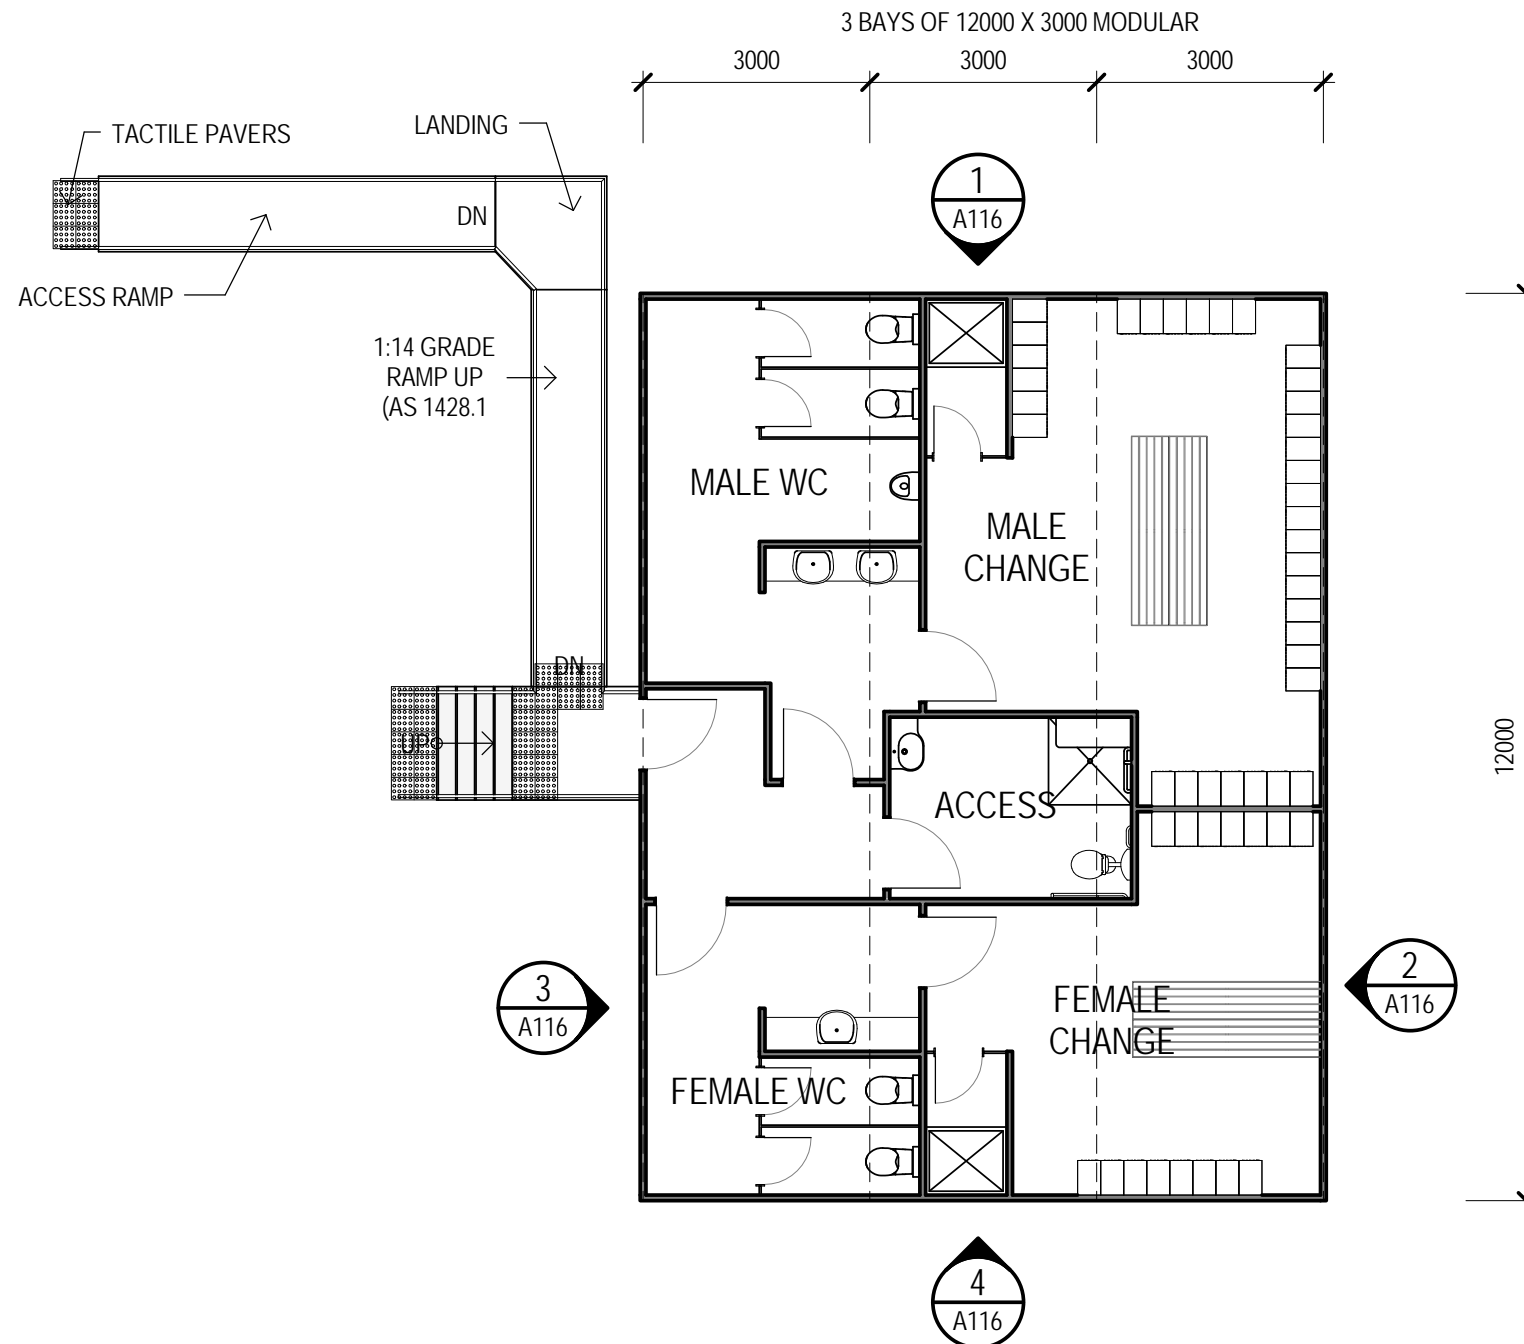 3 BAYS OF 12000 X 3000 MODULAR
3000
3000
3000
TACTILE PAVERS
LANDING
1
A116
DN
ACCESS RAMP
1:14 GRADE
RAMP UP
(AS 1428.1
MALE WC
MALE
CHANGE
DN
UP
12000
ACCESS
3
A116
2
A116
FEMALE
CHANGE
FEMALE WC
4
A116